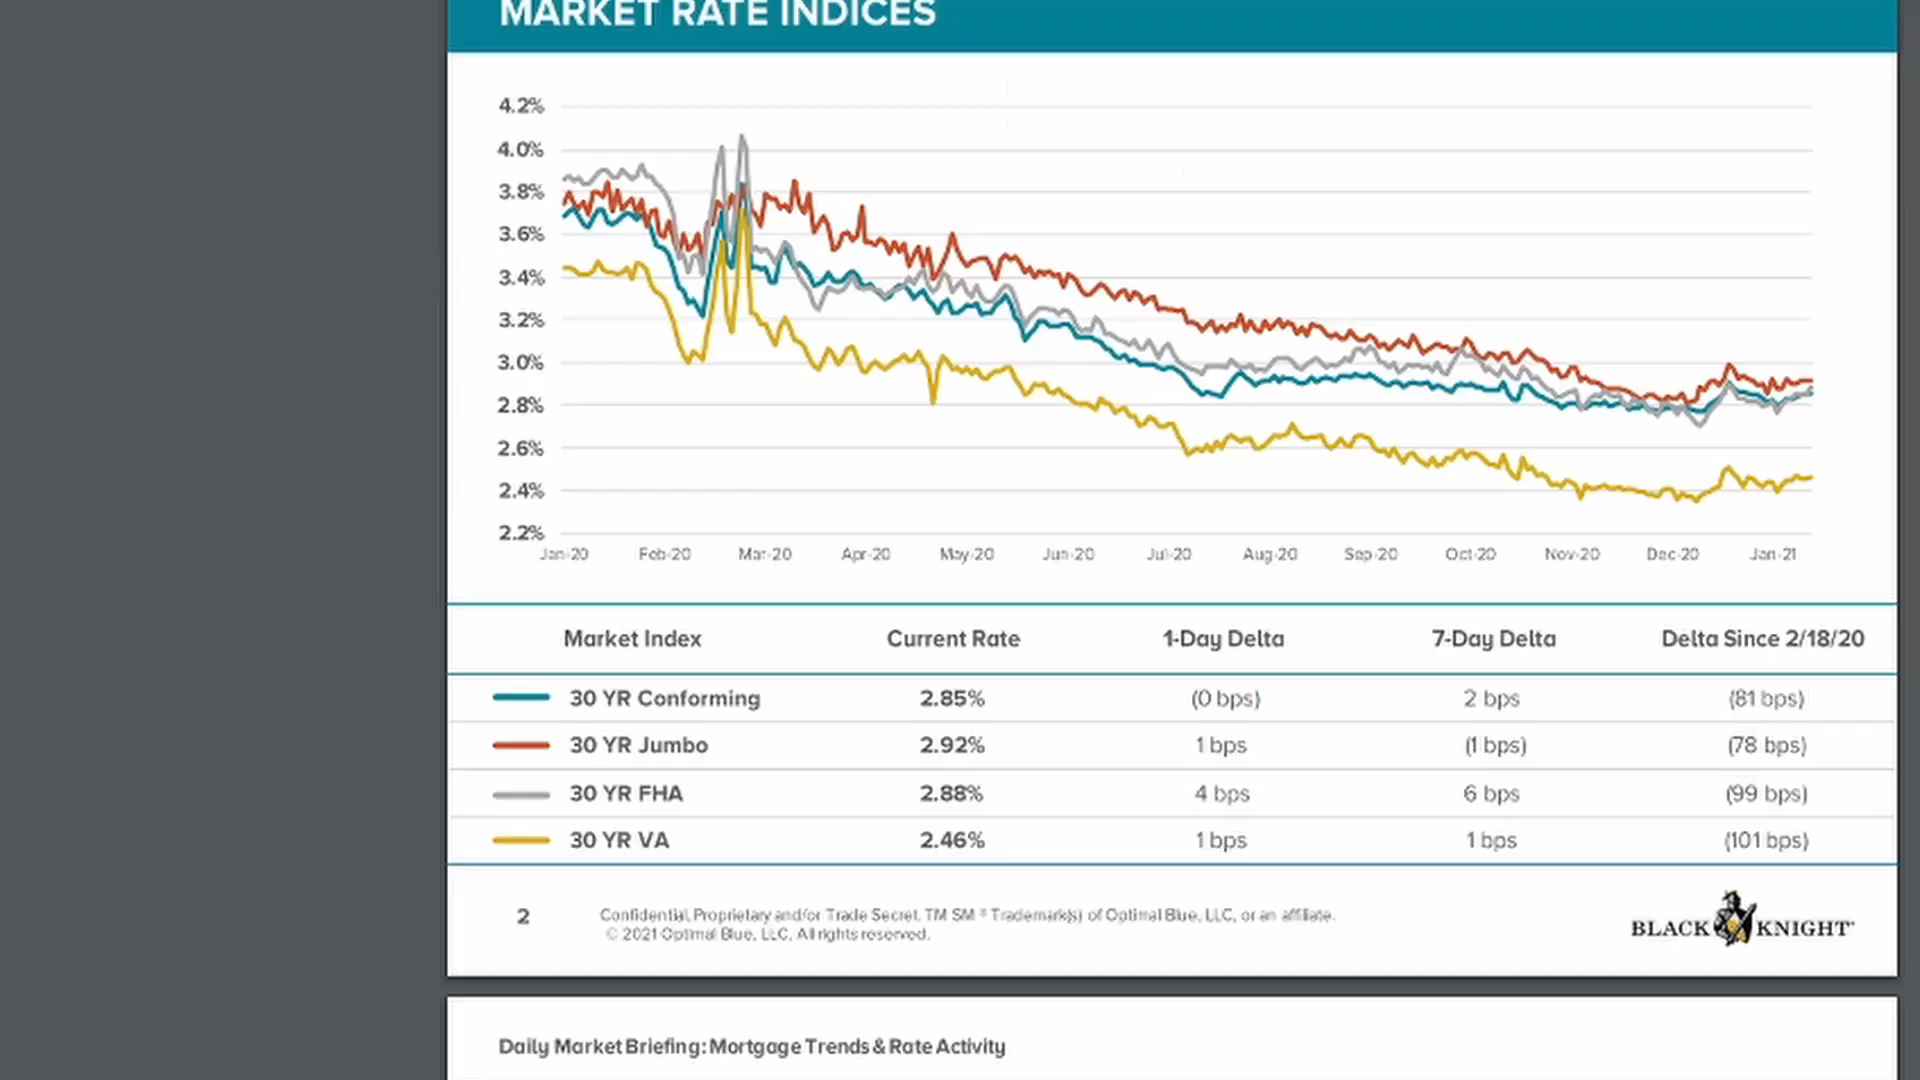 MARKET RATE INDICES
4.2%
4.0%
3.8%
3.6%
3.4%
3.2%
3.0%
2.8%
2.6%
2.4%
2.2%
Jan-20 Feb-20 Mar-20 Apr-20 May-20 Jun-20 Jul-20 Aug-20 Sep-20 Oct-20 Nov-20 Dec-20 Jan-21
Market Index Current Rate 1-Day Delta 7-Day Delta Delta Since 2/18/20
30 YR Conforming 2.85% (0 bps) 2 bps (81 bps)
30 YR Jumbo 2.92% 1 bps (1 bps) (78 bps)
30 YR FHA 2.88% 4 bps 6 bps (99 bps)
30 YR VA 2.46% 1 bps 1 bps (101 bps)
2 Confidential, Proprietary and/or Trade Secret. TM SM ® Trademark(s) of Optimal Blue, LLC, or an affiliate.
© 2021 Optimal Blue, LLC. All rights reserved.
BLACK KNIGHT
Daily Market Briefing: Mortgage Trends & Rate Activity